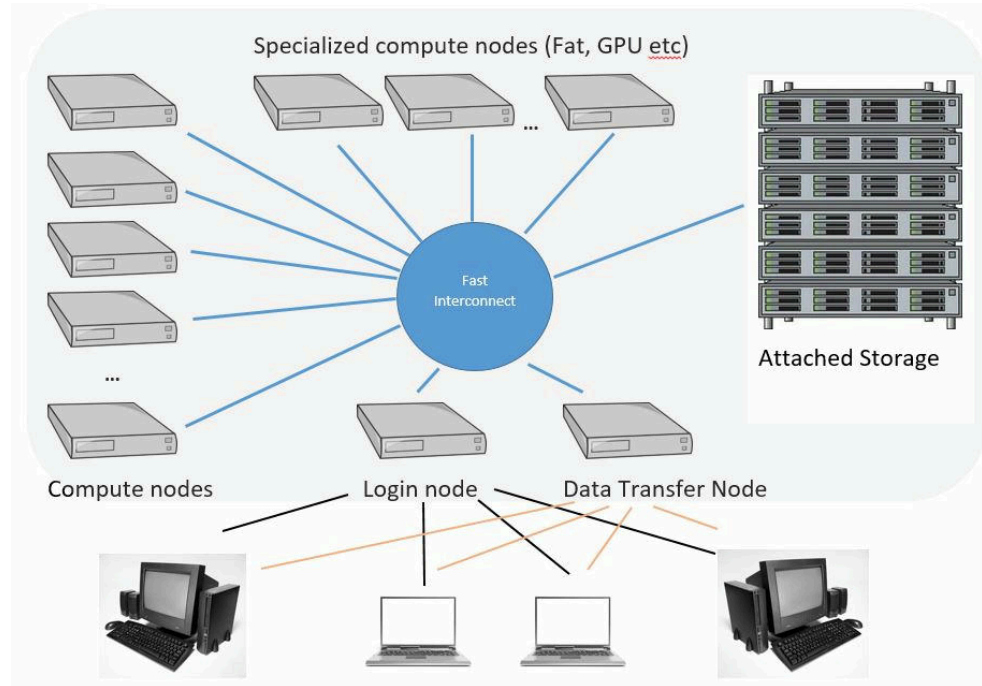 Specialized compute nodes (Fat, GPU etc)
...
Fast
Interconnect
Attached Storage
...
Compute nodes
Login node
Data Transfer Node